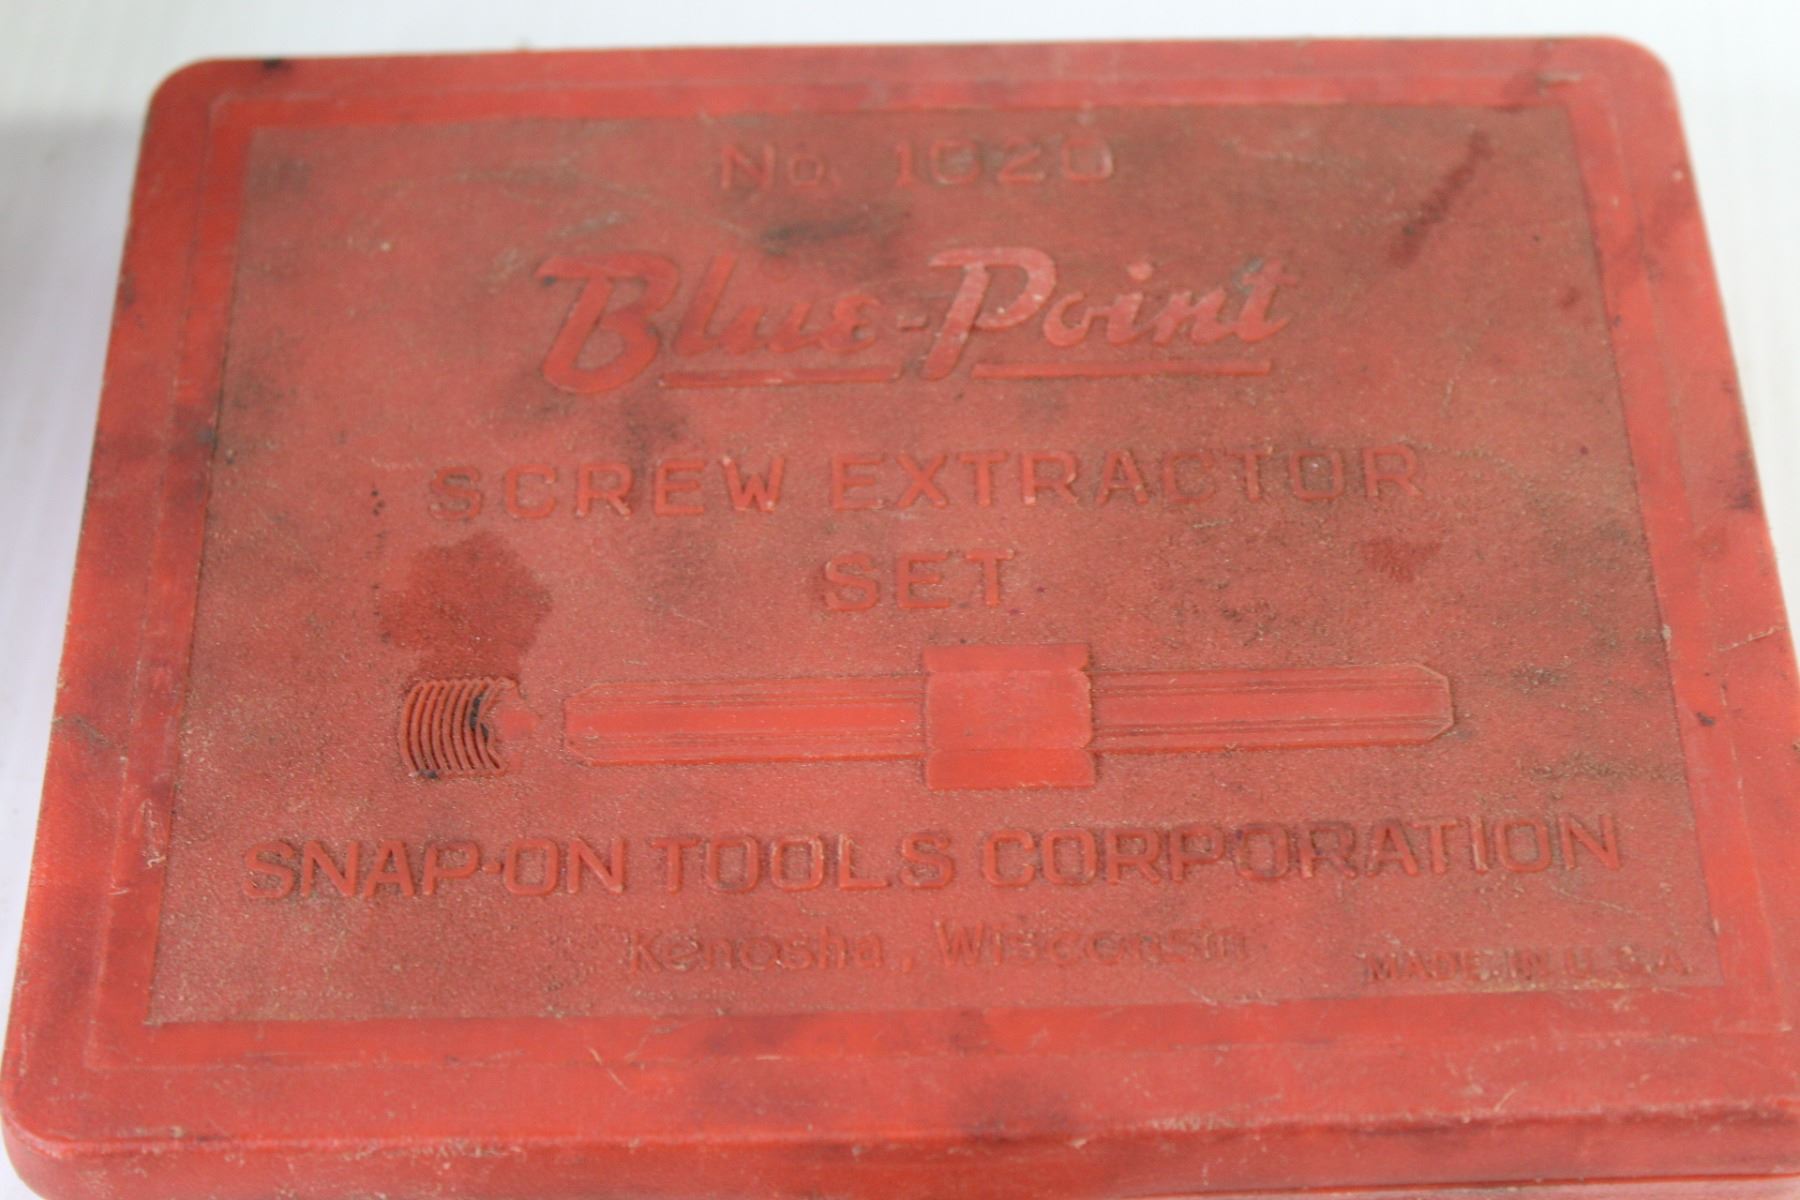 No. 1020
Blue-Point
SCREW EXTRACTOR
SET
SNAP-ON TOOLS CORPORATION
Kenosha, Wisconsin
MADE IN U.S.A.